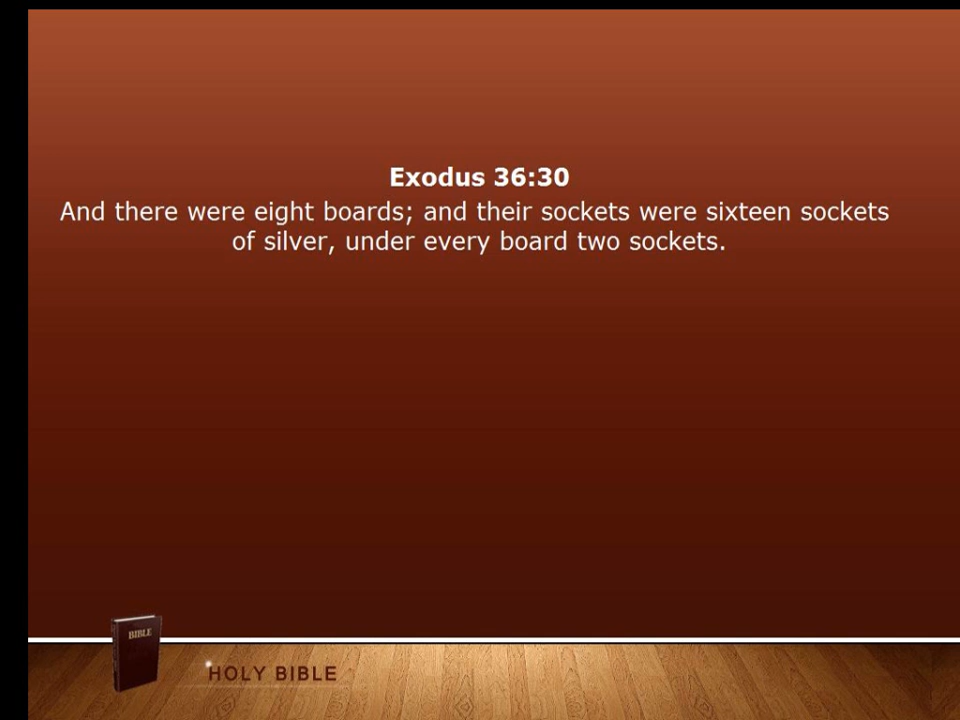 Exodus 36:30
And there were eight boards; and their sockets were sixteen sockets
of silver, under every board two sockets.
BIBLE
HOLY BIBLE